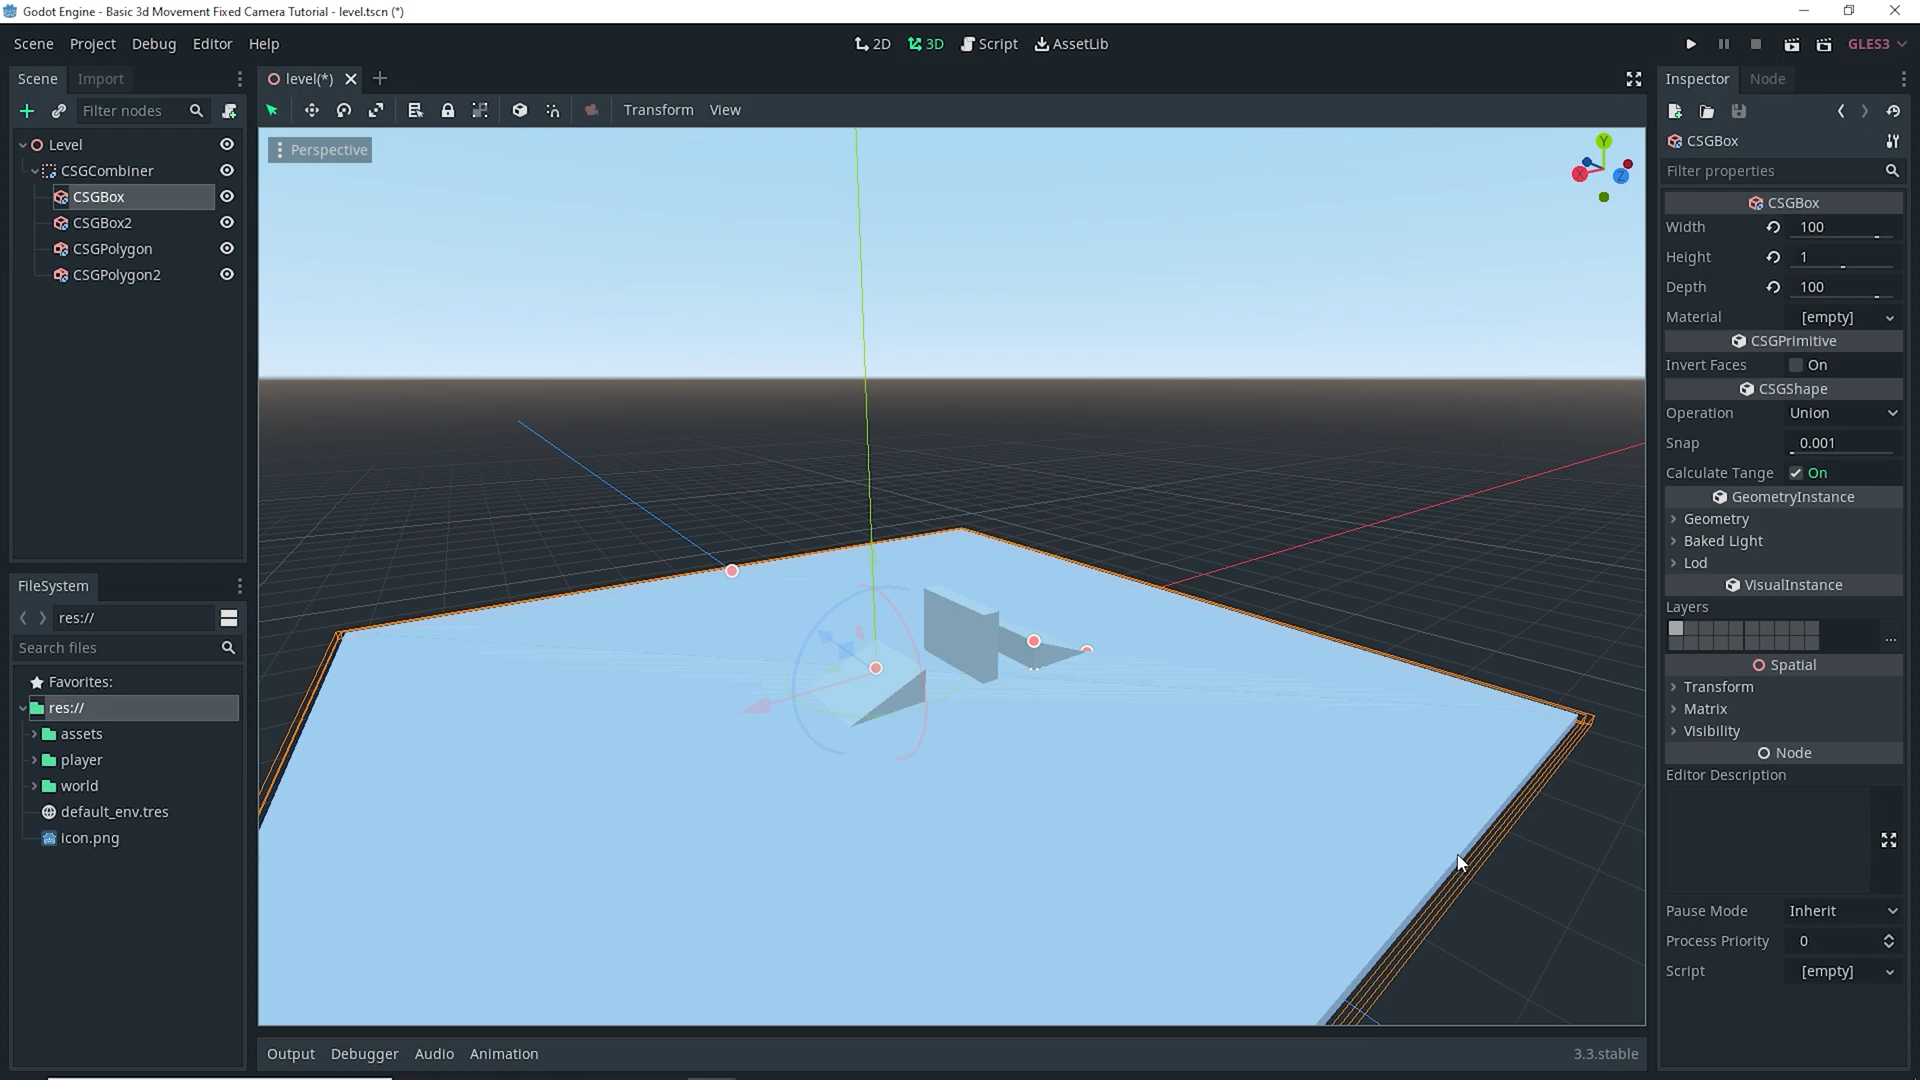 Godot Engine - Basic 3d Movement Fixed Camera Tutorial - level.tscn (*)
Scene Project Debug Editor Help
2D 3D Script AssetLib
GLES3
Scene Import
level(*)
Inspector Node
Filter nodes
Transform View
Level
CSGCombiner
CSGBox
CSGBox2
CSGPolygon
CSGPolygon2
Perspective
Y
X
Z
CSGBox
Filter properties
CSGBox
Width 100
Height 1
Depth 100
Material [empty]
CSGPrimitive
Invert Faces On
CSGShape
Operation Union
Snap 0.001
Calculate Tange On
GeometryInstance
Geometry
Baked Light
Lod
VisualInstance
Layers
...
Spatial
Transform
Matrix
Visibility
Node
Editor Description
Pause Mode Inherit
Process Priority 0
Script [empty]
FileSystem
res://
Search files
Favorites:
res://
assets
player
world
default_env.tres
icon.png
Output Debugger Audio Animation
3.3.stable